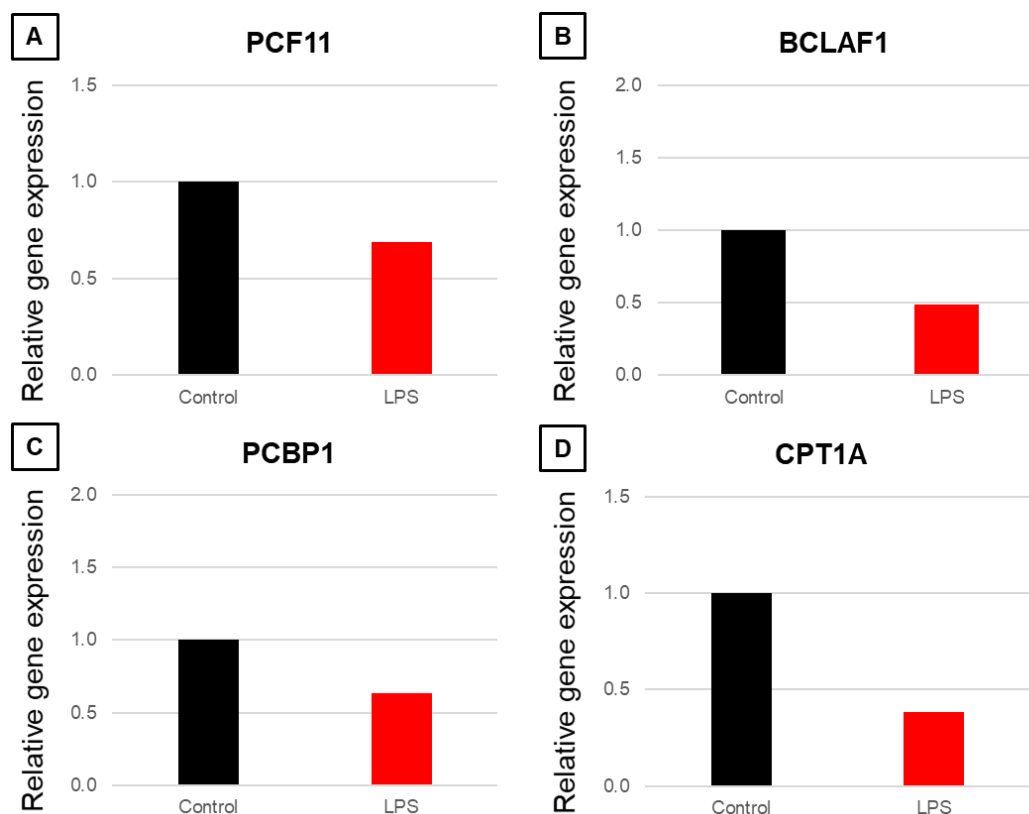 A
PCF11
Relative gene expression
1.5
1.0
0.5
0.0
Control LPS
B
BCLAF1
Relative gene expression
2.0
1.5
1.0
0.5
0.0
Control LPS
C
PCBP1
Relative gene expression
2.0
1.5
1.0
0.5
0.0
Control LPS
D
CPT1A
Relative gene expression
1.5
1.0
0.5
0.0
Control LPS